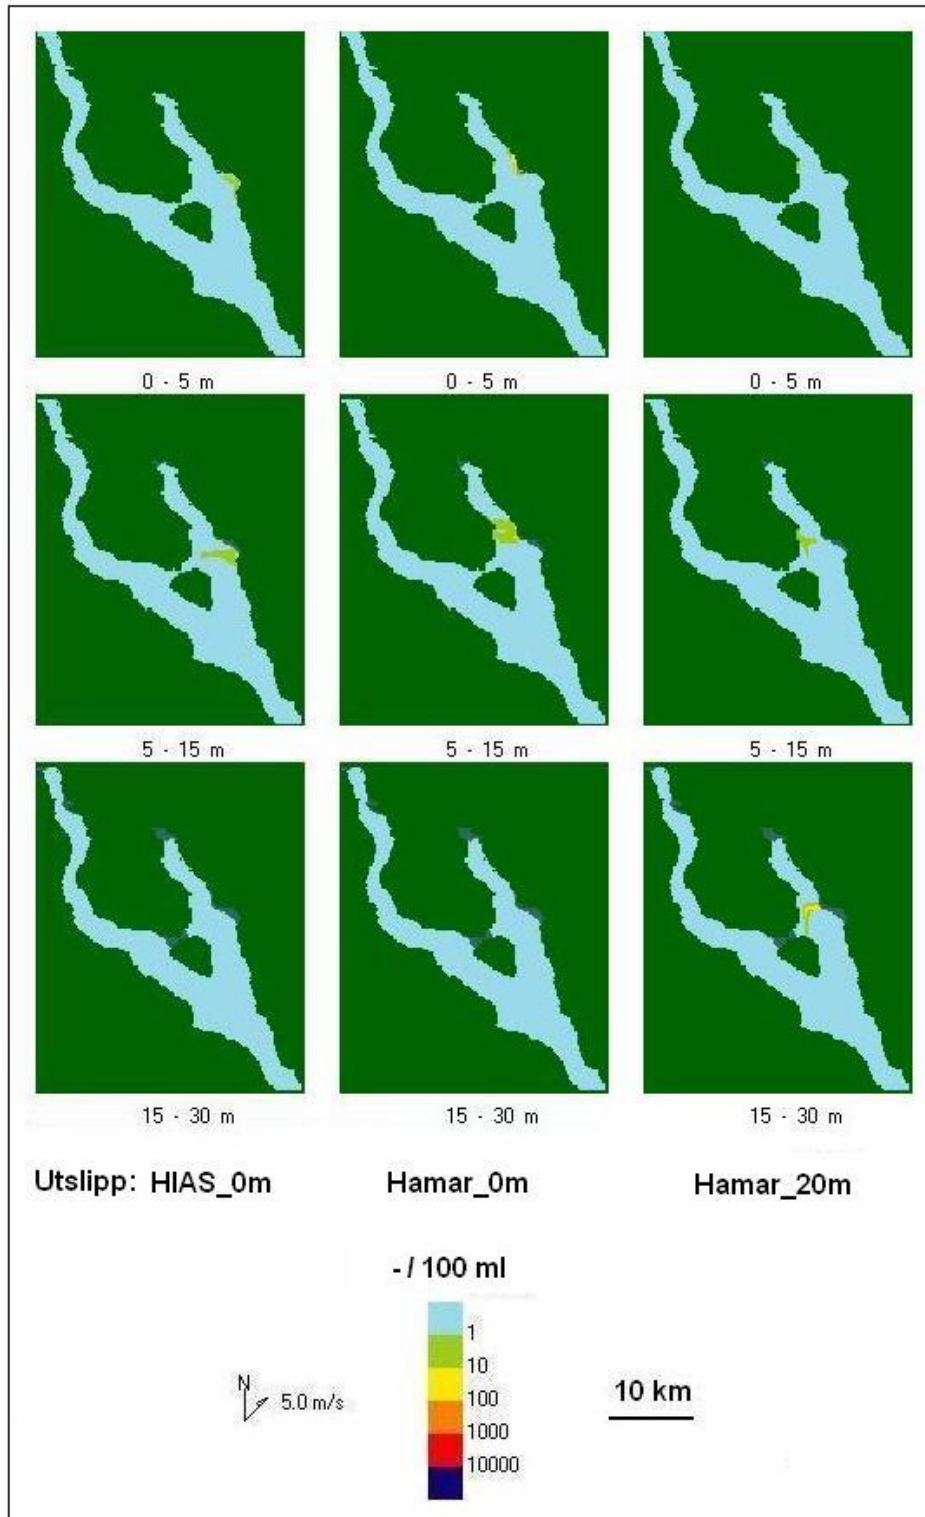 0 - 5 m 0 - 5 m 0 - 5 m
5 - 15 m 5 - 15 m 5 - 15 m
15 - 30 m 15 - 30 m 15 - 30 m
Utslipp: HIAS_0m Hamar_0m Hamar_20m
- / 100 ml
1
10
100
1000
10000
N
5.0 m/s
10 km